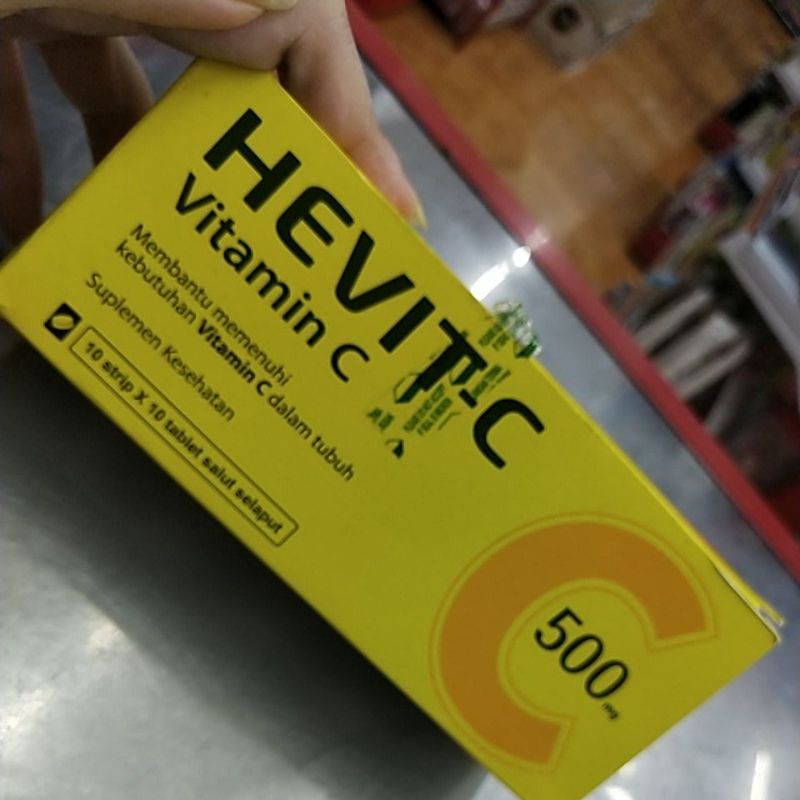 HEVIT-C
Vitamin C
Membantu memenuhi
kebutuhan Vitamin C dalam tubuh
Suplemen Kesehatan
10 strip X 10 tablet salut selaput
C
500
mg